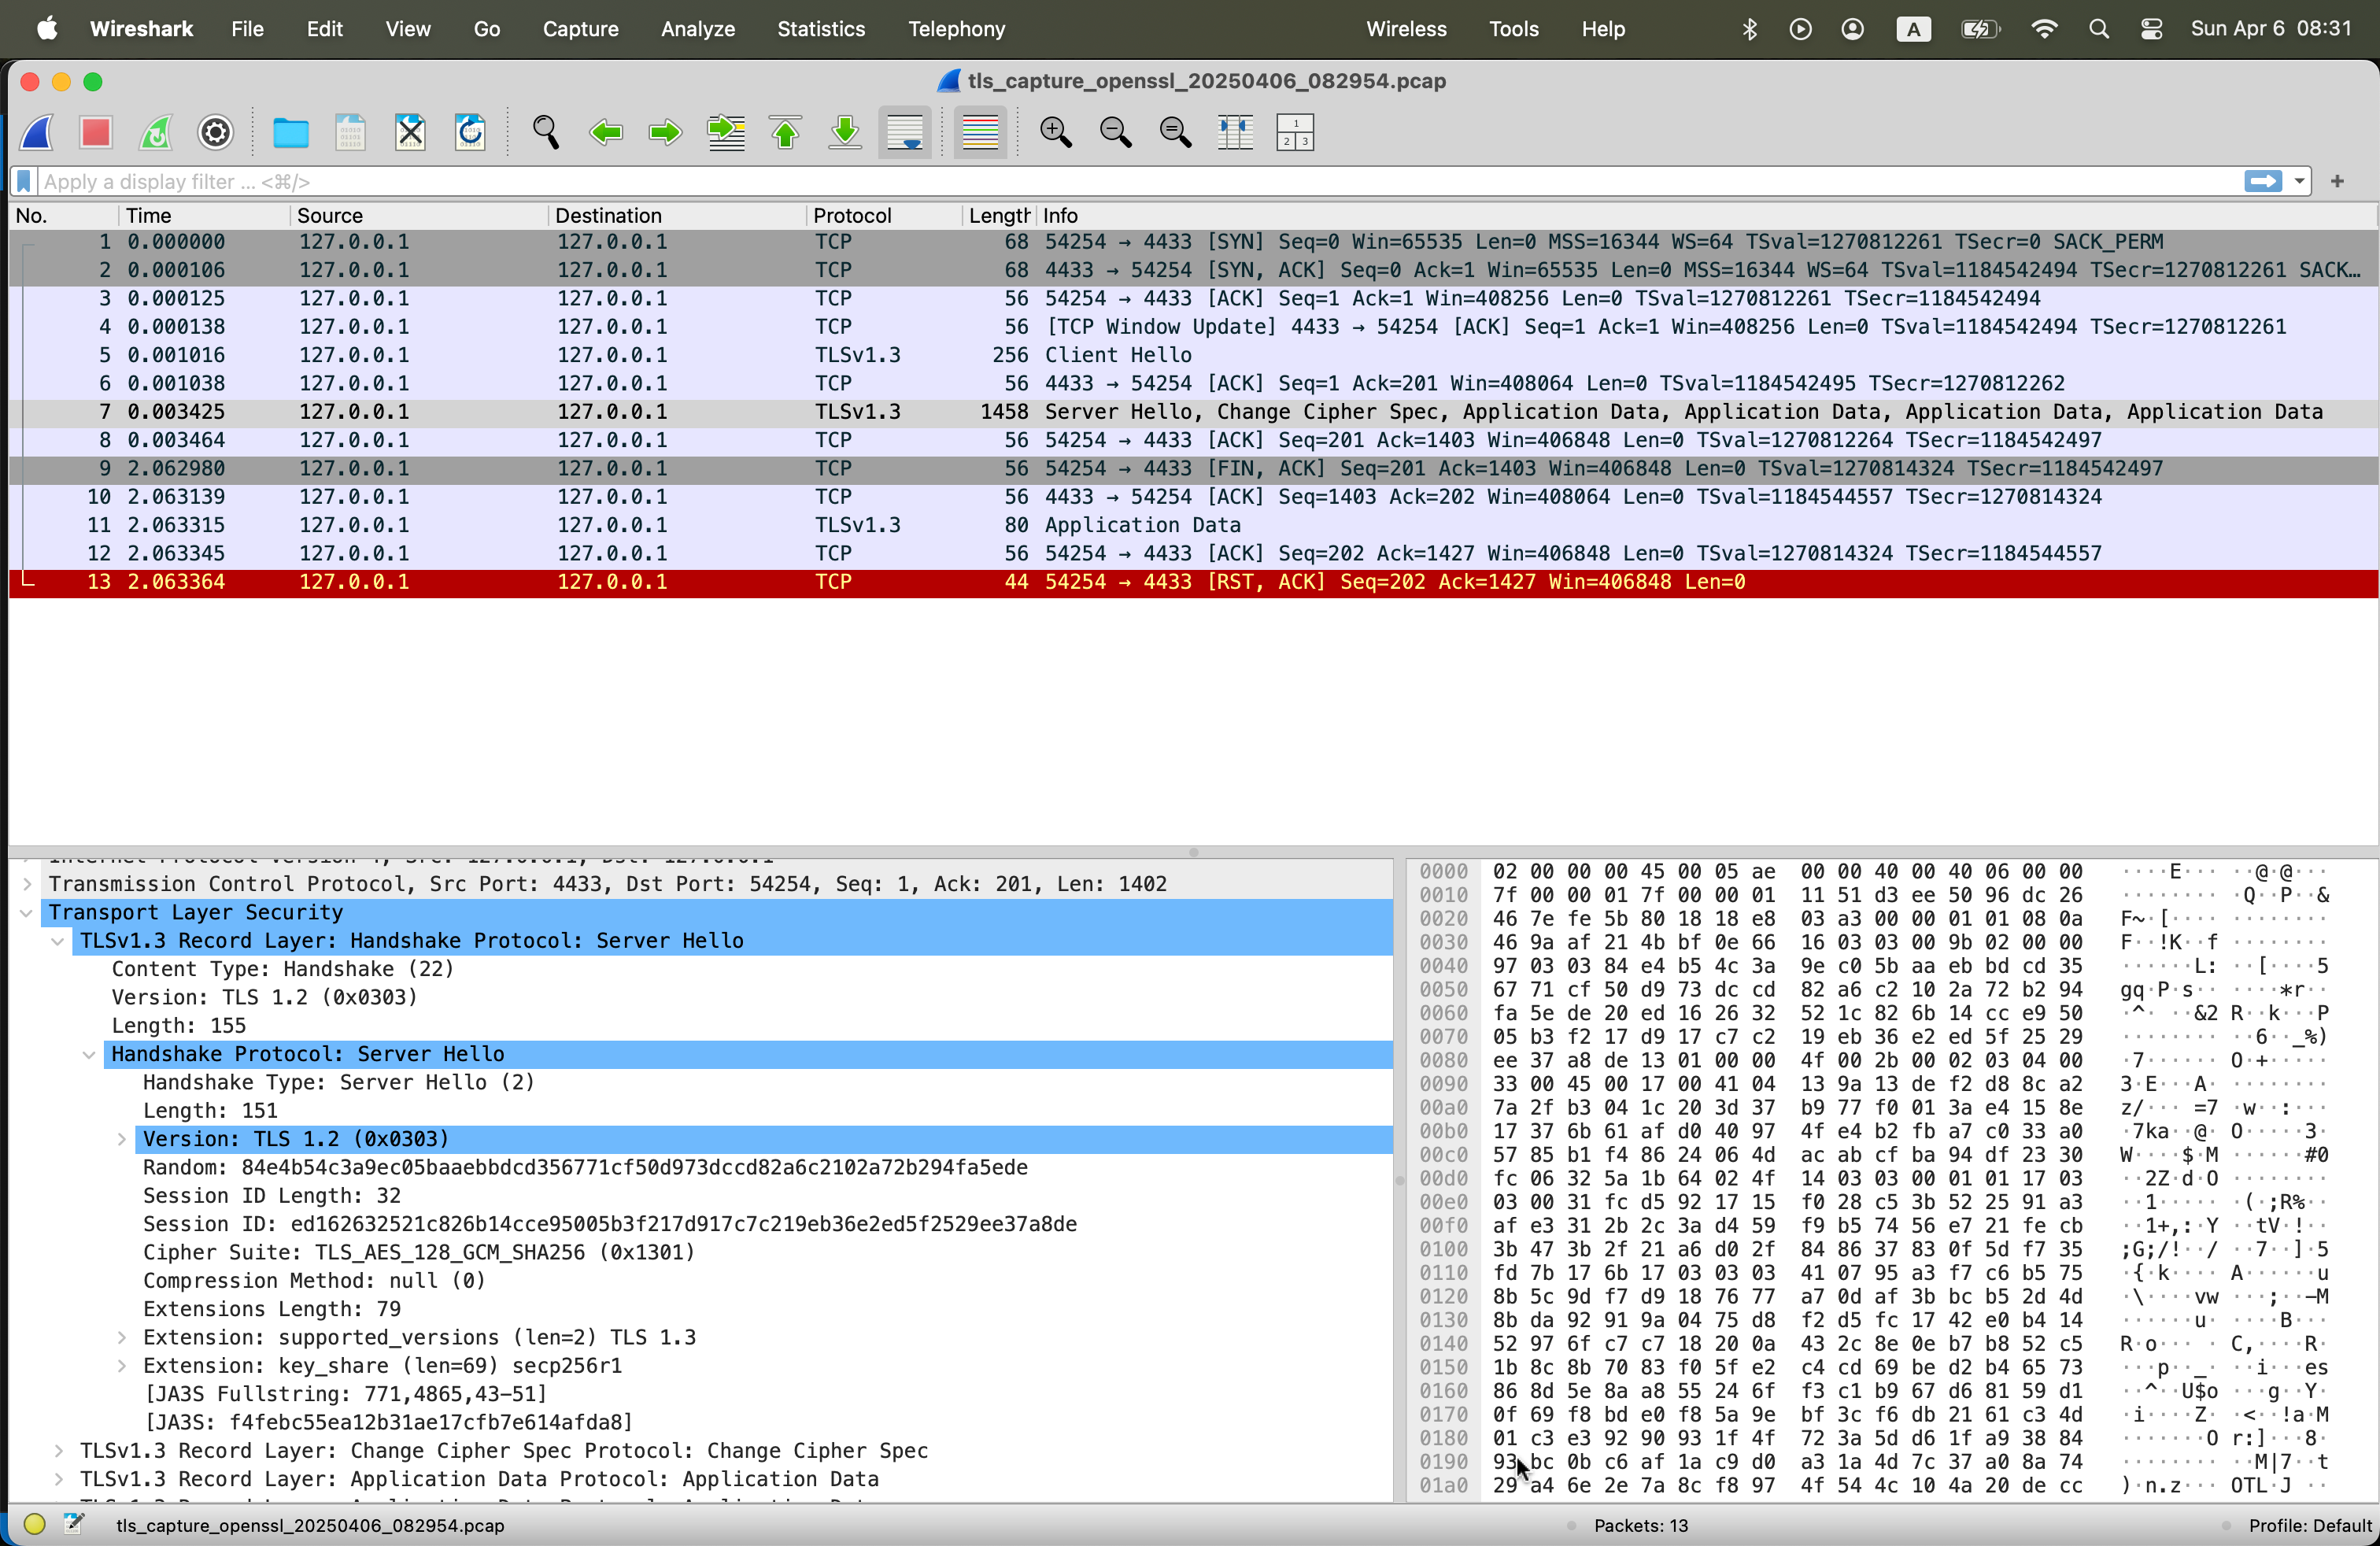 Wireshark File Edit View Go Capture Analyze Statistics Telephony Wireless Tools Help A Sun Apr 6 08:31
tls_capture_openssl_20250406_082954.pcap
Apply a display filter ... <⌘/>
No. Time Source Destination Protocol Length Info
1 0.000000 127.0.0.1 127.0.0.1 TCP 68 54254 → 4433 [SYN] Seq=0 Win=65535 Len=0 MSS=16344 WS=64 TSval=1270812261 TSecr=0 SACK_PERM
2 0.000106 127.0.0.1 127.0.0.1 TCP 68 4433 → 54254 [SYN, ACK] Seq=0 Ack=1 Win=65535 Len=0 MSS=16344 WS=64 TSval=1184542494 TSecr=1270812261 SACK…
3 0.000125 127.0.0.1 127.0.0.1 TCP 56 54254 → 4433 [ACK] Seq=1 Ack=1 Win=408256 Len=0 TSval=1270812261 TSecr=1184542494
4 0.000138 127.0.0.1 127.0.0.1 TCP 56 [TCP Window Update] 4433 → 54254 [ACK] Seq=1 Ack=1 Win=408256 Len=0 TSval=1184542494 TSecr=1270812261
5 0.001016 127.0.0.1 127.0.0.1 TLSv1.3 256 Client Hello
6 0.001038 127.0.0.1 127.0.0.1 TCP 56 4433 → 54254 [ACK] Seq=1 Ack=201 Win=408064 Len=0 TSval=1184542495 TSecr=1270812262
7 0.003425 127.0.0.1 127.0.0.1 TLSv1.3 1458 Server Hello, Change Cipher Spec, Application Data, Application Data, Application Data, Application Data
8 0.003464 127.0.0.1 127.0.0.1 TCP 56 54254 → 4433 [ACK] Seq=201 Ack=1403 Win=406848 Len=0 TSval=1270812264 TSecr=1184542497
9 2.062980 127.0.0.1 127.0.0.1 TCP 56 54254 → 4433 [FIN, ACK] Seq=201 Ack=1403 Win=406848 Len=0 TSval=1270814324 TSecr=1184542497
10 2.063139 127.0.0.1 127.0.0.1 TCP 56 4433 → 54254 [ACK] Seq=1403 Ack=202 Win=408064 Len=0 TSval=1184544557 TSecr=1270814324
11 2.063315 127.0.0.1 127.0.0.1 TLSv1.3 80 Application Data
12 2.063345 127.0.0.1 127.0.0.1 TCP 56 54254 → 4433 [ACK] Seq=202 Ack=1427 Win=406848 Len=0 TSval=1270814324 TSecr=1184544557
13 2.063364 127.0.0.1 127.0.0.1 TCP 44 54254 → 4433 [RST, ACK] Seq=202 Ack=1427 Win=406848 Len=0
Transmission Control Protocol, Src Port: 4433, Dst Port: 54254, Seq: 1, Ack: 201, Len: 1402
Transport Layer Security
TLSv1.3 Record Layer: Handshake Protocol: Server Hello
Content Type: Handshake (22)
Version: TLS 1.2 (0x0303)
Length: 155
Handshake Protocol: Server Hello
Handshake Type: Server Hello (2)
Length: 151
Version: TLS 1.2 (0x0303)
Random: 84e4b54c3a9ec05baaebbdcd356771cf50d973dccd82a6c2102a72b294fa5ede
Session ID Length: 32
Session ID: ed162632521c826b14cce95005b3f217d917c7c219eb36e2ed5f2529ee37a8de
Cipher Suite: TLS_AES_128_GCM_SHA256 (0x1301)
Compression Method: null (0)
Extensions Length: 79
Extension: supported_versions (len=2) TLS 1.3
Extension: key_share (len=69) secp256r1
[JA3S Fullstring: 771,4865,43-51]
[JA3S: f4febc55ea12b31ae17cfb7e614afda8]
TLSv1.3 Record Layer: Change Cipher Spec Protocol: Change Cipher Spec
TLSv1.3 Record Layer: Application Data Protocol: Application Data
0000 02 00 00 00 45 00 05 ae 00 00 40 00 40 06 00 00 ····E··· ··@·@···
0010 7f 00 00 01 7f 00 00 01 11 51 d3 ee 50 96 dc 26 ········ ·Q··P··&
0020 46 7e fe 5b 80 18 18 e8 03 a3 00 00 01 01 08 0a F~·[···· ········
0030 46 9a af 21 4b bf 0e 66 16 03 03 00 9b 02 00 00 F··!K··f ········
0040 97 03 03 84 e4 b5 4c 3a 9e c0 5b aa eb bd cd 35 ······L: ··[····5
0050 67 71 cf 50 d9 73 dc cd 82 a6 c2 10 2a 72 b2 94 gq·P·s·· ····*r··
0060 fa 5e de 20 ed 16 26 32 52 1c 82 6b 14 cc e9 50 ·^· ··&2 R··k···P
0070 05 b3 f2 17 d9 17 c7 c2 19 eb 36 e2 ed 5f 25 29 ········ ··6··_%)
0080 ee 37 a8 de 13 01 00 00 4f 00 2b 00 02 03 04 00 ·7······ O·+·····
0090 33 00 45 00 17 00 41 04 13 9a 13 de f2 d8 8c a2 3·E···A· ········
00a0 7a 2f b3 04 1c 20 3d 37 b9 77 f0 01 3a e4 15 8e z/··· =7 ·w··:···
00b0 17 37 6b 61 af d0 40 97 4f e4 b2 fb a7 c0 33 a0 ·7ka··@· O·····3·
00c0 57 85 b1 f4 86 24 06 4d ac ab cf ba 94 df 23 30 W····$·M ······#0
00d0 fc 06 32 5a 1b 64 02 4f 14 03 03 00 01 01 17 03 ··2Z·d·O ········
00e0 03 00 31 fc d5 92 17 15 f0 28 c5 3b 52 25 91 a3 ··1····· ·(·;R%··
00f0 af e3 31 2b 2c 3a d4 59 f9 b5 74 56 e7 21 fe cb ··1+,:·Y ··tV·!··
0100 3b 47 3b 2f 21 a6 d0 2f 84 86 37 83 0f 5d f7 35 ;G;/!··/ ··7··]·5
0110 fd 7b 17 6b 17 03 03 03 41 07 95 a3 f7 c6 b5 75 ·{·k···· A······u
0120 8b 5c 9d f7 d9 18 76 77 a7 0d af 3b bc b5 2d 4d ·\····vw ···;··-M
0130 8b da 92 91 9a 04 75 d8 f2 d5 fc 17 42 e0 b4 14 ······u· ····B···
0140 52 97 6f c7 c7 18 20 0a 43 2c 8e 0e b7 b8 52 c5 R·o··· · C,····R·
0150 1b 8c 8b 70 83 f0 5f e2 c4 cd 69 be d2 b4 65 73 ···p··_· ··i···es
0160 86 8d 5e 8a a8 55 24 6f f3 c1 b9 67 d6 81 59 d1 ··^··U$o ···g··Y·
0170 0f 69 f8 bd e0 f8 5a 9e bf 3c f6 db 21 61 c3 4d ·i····Z· ·<··!a·M
0180 01 c3 e3 92 90 93 1f 4f 72 3a 5d d6 1f a9 38 84 ·······O r:]···8·
0190 93 bc 0b c6 af 1a c9 d0 a3 1a 4d 7c 37 a0 8a 74 ········ ··M|7··t
01a0 29 a4 6e 2e 7a 8c f8 97 4f 54 4c 10 4a 20 de cc )·n.z··· OTL·J ··
tls_capture_openssl_20250406_082954.pcap Packets: 13 Profile: Default